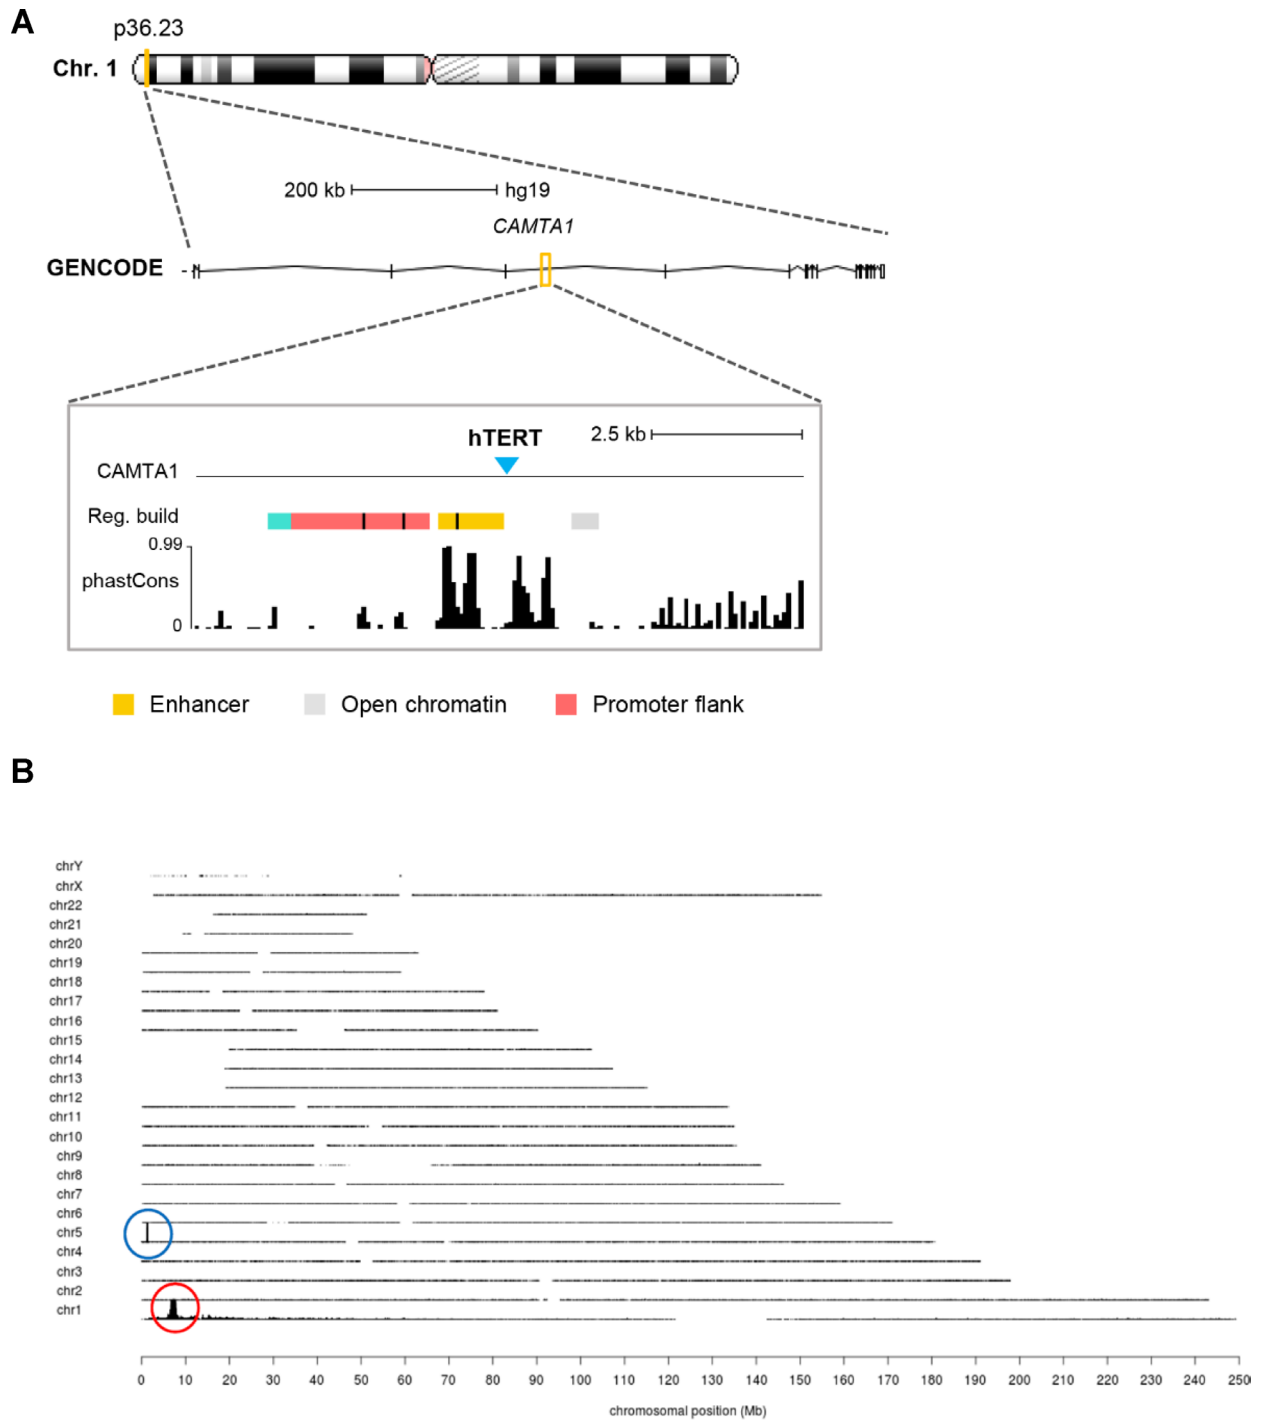 A
p36.23
Chr. 1
200 kb hg19
CAMTA1
GENCODE
hTERT 2.5 kb
CAMTA1
Reg. build
0.99
phastCons
0
Enhancer Open chromatin Promoter flank
B
chrY
chrX
chr22
chr21
chr20
chr19
chr18
chr17
chr16
chr15
chr14
chr13
chr12
chr11
chr10
chr9
chr8
chr7
chr6
chr5
chr4
chr3
chr2
chr1
0 10 20 30 40 50 60 70 80 90 100 110 120 130 140 150 160 170 180 190 200 210 220 230 240 250
chromosomal position (Mb)